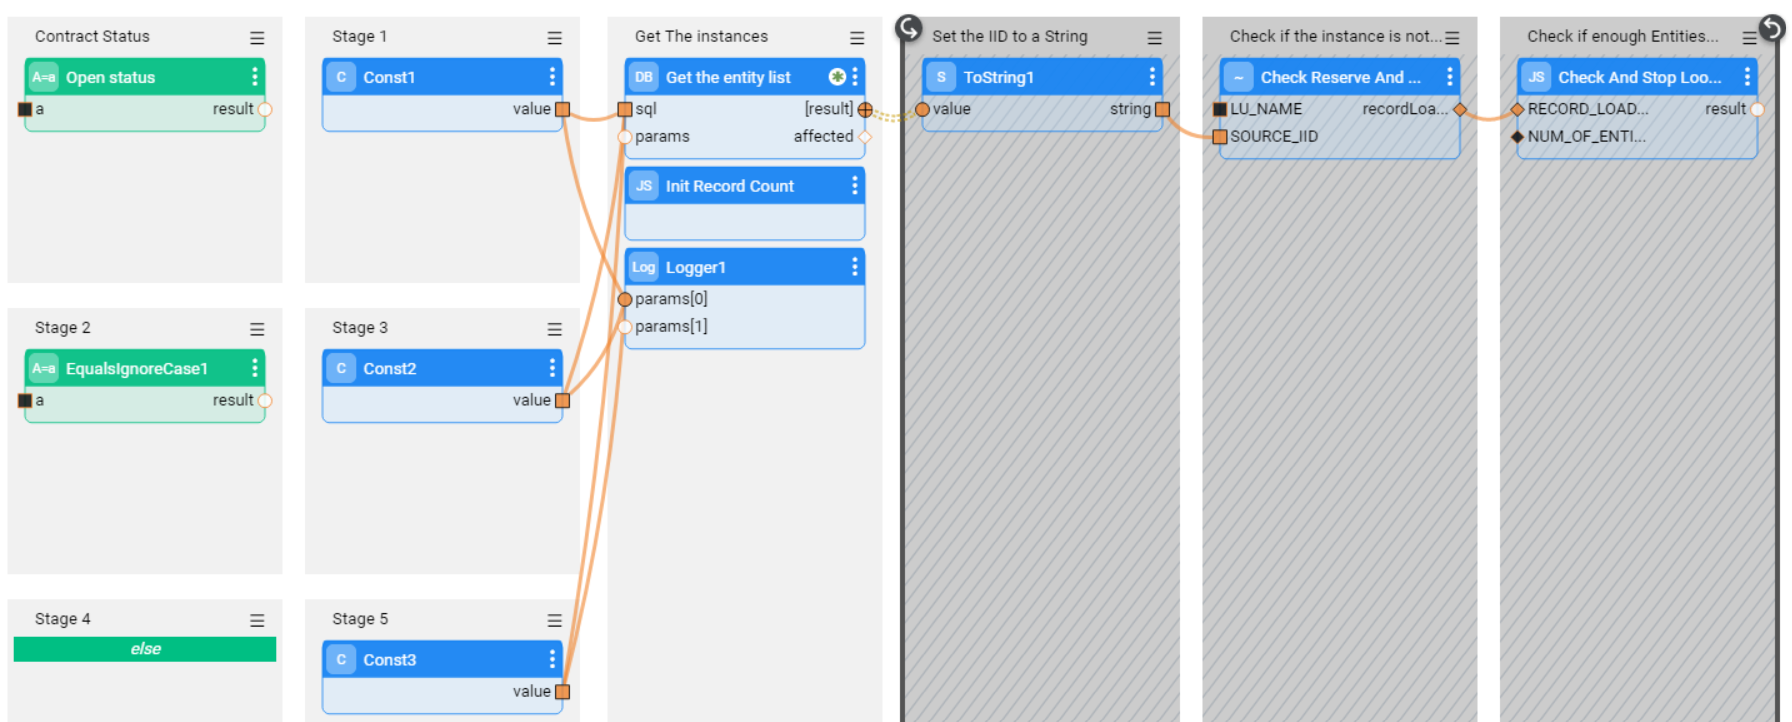 Contract Status
A=a Open status
a result
Stage 1
C Const1
value
Get The instances
DB Get the entity list
sql [result]
params affected
JS Init Record Count
Log Logger1
params[0]
params[1]
Set the IID to a String
S ToString1
value string
Check if the instance is not...
~ Check Reserve And ...
LU_NAME recordLoa...
SOURCE_IID
Check if enough Entities...
JS Check And Stop Loo...
RECORD_LOAD... result
NUM_OF_ENTI...
Stage 2
A=a EqualsIgnoreCase1
a result
Stage 3
C Const2
value
Stage 4
else
Stage 5
C Const3
value